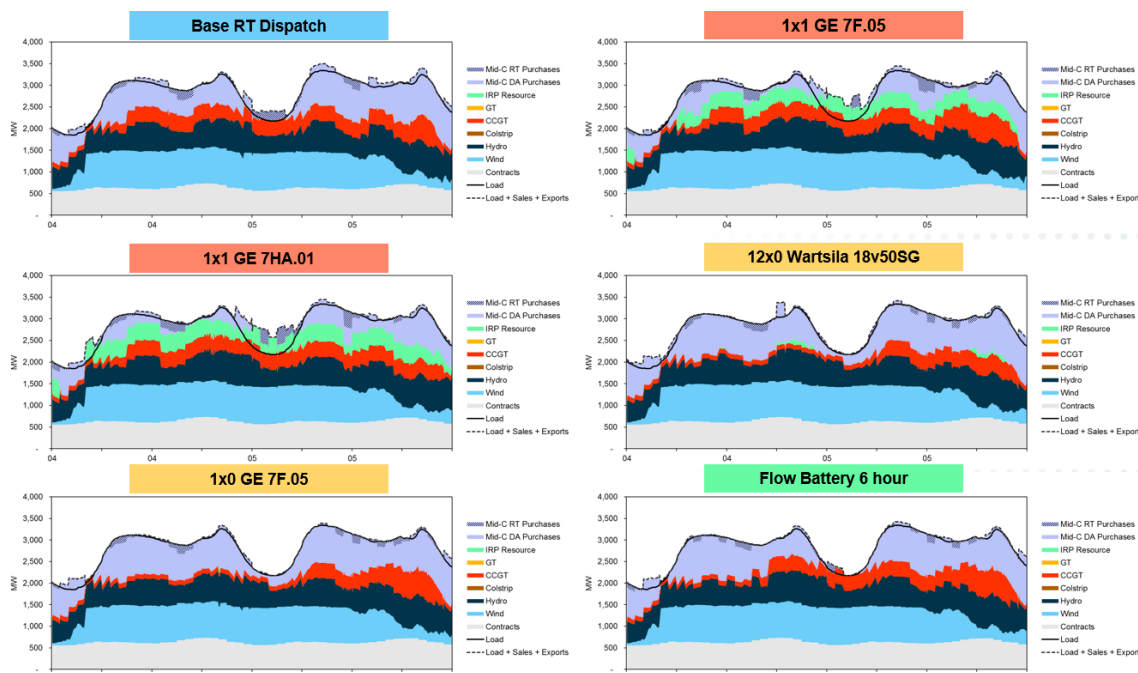 Base RT Dispatch
4,000
3,500
3,000
2,500
2,000
1,500
1,000
500
-
MW
04
04
05
05
Mid-C RT Purchases
Mid-C DA Purchases
IRP Resource
GT
CCGT
Colstrip
Hydro
Wind
Contracts
Load
Load + Sales + Exports
1x1 GE 7F.05
4,000
3,500
3,000
2,500
2,000
1,500
1,000
500
-
MW
04
04
05
05
Mid-C RT Purchases
Mid-C DA Purchases
IRP Resource
GT
CCGT
Colstrip
Hydro
Wind
Contracts
Load
Load + Sales + Exports
1x1 GE 7HA.01
4,000
3,500
3,000
2,500
2,000
1,500
1,000
500
-
MW
04
04
05
05
Mid-C RT Purchases
Mid-C DA Purchases
IRP Resource
GT
CCGT
Colstrip
Hydro
Wind
Contracts
Load
Load + Sales + Exports
12x0 Wartsila 18v50SG
4,000
3,500
3,000
2,500
2,000
1,500
1,000
500
-
MW
04
04
05
05
Mid-C RT Purchases
Mid-C DA Purchases
IRP Resource
GT
CCGT
Colstrip
Hydro
Wind
Contracts
Load
Load + Sales + Exports
1x0 GE 7F.05
4,000
3,500
3,000
2,500
2,000
1,500
1,000
500
-
MW
04
04
05
05
Mid-C RT Purchases
Mid-C DA Purchases
IRP Resource
GT
CCGT
Colstrip
Hydro
Wind
Contracts
Load
Load + Sales + Exports
Flow Battery 6 hour
4,000
3,500
3,000
2,500
2,000
1,500
1,000
500
-
MW
04
04
05
05
Mid-C RT Purchases
Mid-C DA Purchases
IRP Resource
GT
CCGT
Colstrip
Hydro
Wind
Contracts
Load
Load + Sales + Exports